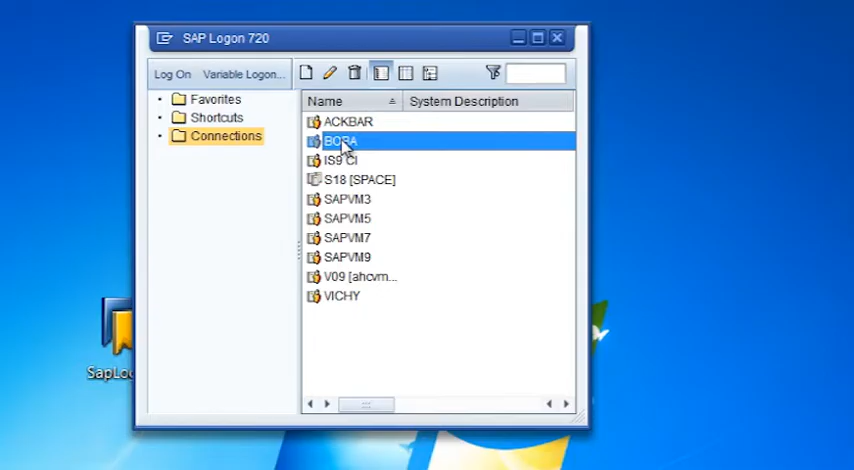 SAP Logon 720
Log On Variable Logon...
Favorites
Shortcuts
Connections
Name System Description
ACKBAR
BOBA
IS9 CI
S18 [SPACE]
SAPVM3
SAPVM5
SAPVM7
SAPVM9
V09 [ahcvm...
VICHY